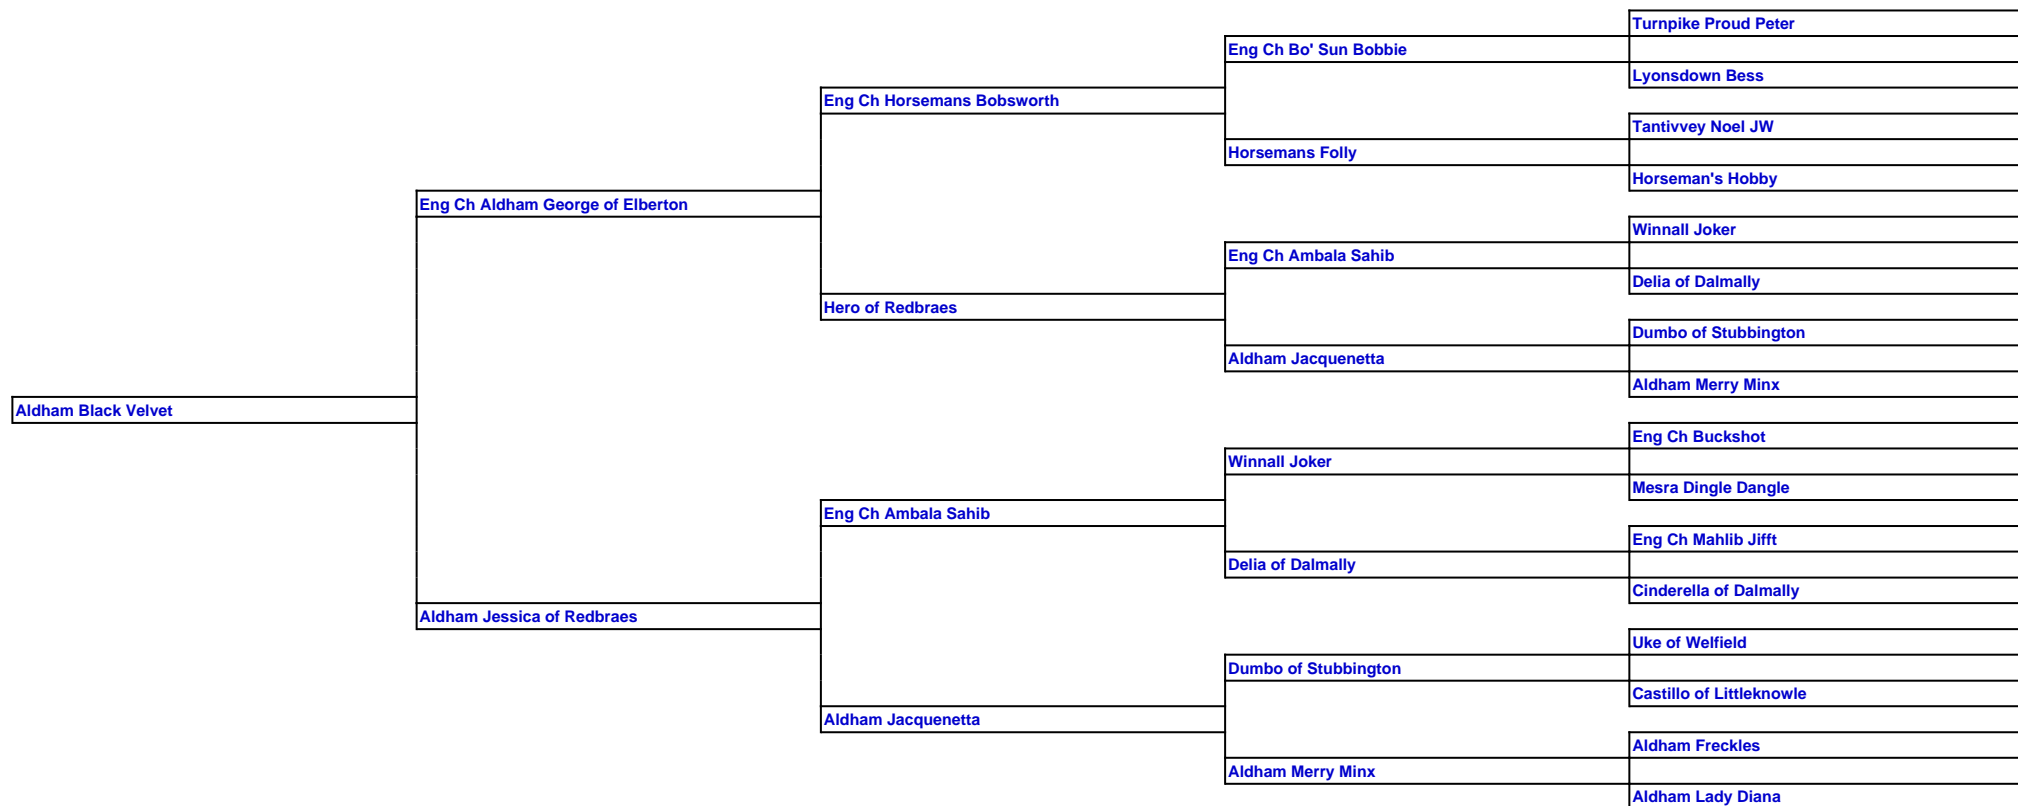 Turnpike Proud Peter
Eng Ch Bo' Sun Bobbie
Lyonsdown Bess
Eng Ch Horsemans Bobsworth
Tantivvey Noel JW
Horsemans Folly
Horseman's Hobby
Eng Ch Aldham George of Elberton
Winnall Joker
Eng Ch Ambala Sahib
Delia of Dalmally
Hero of Redbraes
Dumbo of Stubbington
Aldham Jacquenetta
Aldham Merry Minx
Aldham Black Velvet
Eng Ch Buckshot
Winnall Joker
Mesra Dingle Dangle
Eng Ch Ambala Sahib
Eng Ch Mahlib Jifft
Delia of Dalmally
Cinderella of Dalmally
Aldham Jessica of Redbraes
Uke of Welfield
Dumbo of Stubbington
Castillo of Littleknowle
Aldham Jacquenetta
Aldham Freckles
Aldham Merry Minx
Aldham Lady Diana